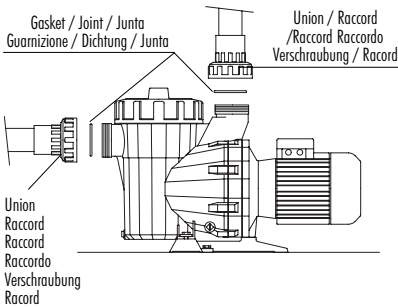 Gasket / Joint / Junta
Guarnizione / Dichtung / Junta
Union / Raccord
/Raccord Raccordo
Verschraubung / Racord
Union
Raccord
Raccord
Raccordo
Verschraubung
Racord